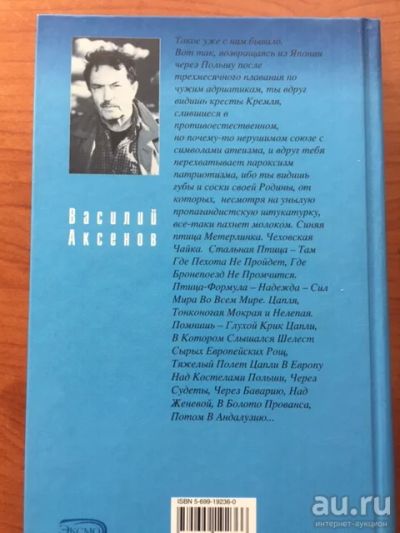 Такое уже с нам бывало.
Вот так, возвращаясь из Японии
через Польшу после
трехмесячного плавания по
чужим адриатикам, ты вдруг
видишь кресты Кремля,
слившиеся в
противоестественном,
но почему-то нерушимом союзе с
символами атеизма, и вдруг тебя
перехватывает пароксизм
патриотизма, ибо ты видишь
губы и соски своей Родины, от
которых, несмотря на унылую
пропагандистскую штукатурку,
все-таки пахнет молоком. Синяя
птица Метерлинка. Чеховская
Чайка. Стальная Птица – Там
Где Пехота Не Пройдет, Где
Бронепоезд Не Промчится.
Птица-Формула – Надежда – Сил
Мира Во Всем Мире. Цапля,
Тонконогая Мокрая и Нелепая.
Помнишь – Глухой Крик Цапли,
В Котором Слышался Шелест
Сырых Европейских Рощ,
Тяжелый Полет Цапли В Европу
Над Костелами Польши, Через
Судеты, Через Баварию, Над
Женевой, В Болото Прованса,
Потом В Андалузию...
Василий
Аксенов
ISBN 5-699-19236-0
ЭКСМО
au.ru
интернет-аукцион